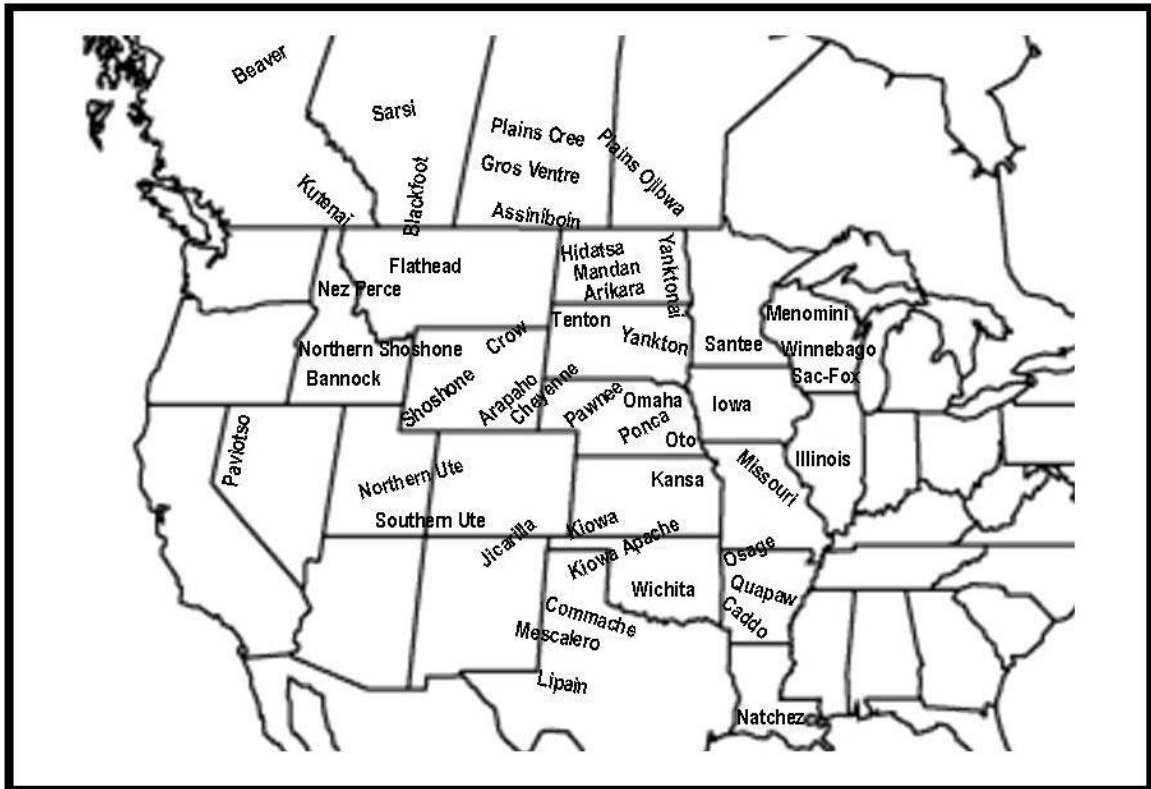 Beaver
Sarsi
Plains Cree
Plains Ojibwa
Gros Ventre
Blackfoot
Kutenai
Assiniboin
Hidatsa
Yanktonai
Flathead
Mandan
Nez Perce
Arikara
Tenton
Menomini
Crow
Yankton
Santee
Northern Shoshone
Winnebago
Bannock
Sac-Fox
Shoshone
Arapaho
Cheyenne
Pawnee
Omaha
Iowa
Ponca
Oto
Paviotso
Illinois
Missouri
Northern Ute
Kansa
Southern Ute
Kiowa
Jicarilla
Kiowa Apache
Osage
Wichita
Quapaw
Commache
Caddo
Mescalero
Lipain
Natchez